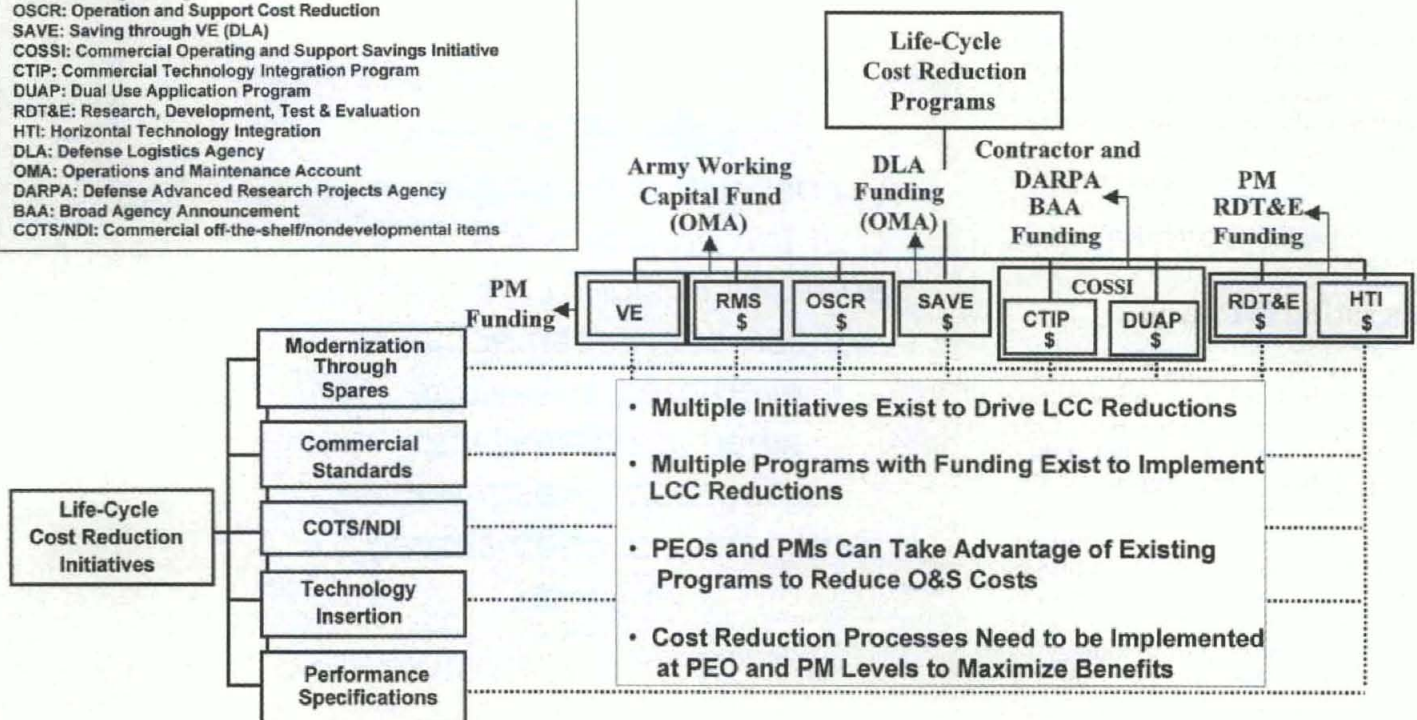 OSCR: Operation and Support Cost Reduction
SAVE: Saving through VE (DLA)
COSSI: Commercial Operating and Support Savings Initiative
CTIP: Commercial Technology Integration Program
DUAP: Dual Use Application Program
RDT&E: Research, Development, Test & Evaluation
HTI: Horizontal Technology Integration
DLA: Defense Logistics Agency
OMA: Operations and Maintenance Account
DARPA: Defense Advanced Research Projects Agency
BAA: Broad Agency Announcement
COTS/NDI: Commercial off-the-shelf/nondevelopmental items
Life-Cycle
Cost Reduction
Programs
Army Working
Capital Fund
(OMA)
DLA
Funding
(OMA)
Contractor and
DARPA
BAA
Funding
PM
RDT&E
Funding
PM
Funding
VE
RMS
$
OSCR
$
SAVE
$
COSSI
CTIP
$
DUAP
$
RDT&E
$
HTI
$
Life-Cycle
Cost Reduction
Initiatives
Modernization
Through
Spares
Commercial
Standards
COTS/NDI
Technology
Insertion
Performance
Specifications
• Multiple Initiatives Exist to Drive LCC Reductions
• Multiple Programs with Funding Exist to Implement
LCC Reductions
• PEOs and PMs Can Take Advantage of Existing
Programs to Reduce O&S Costs
• Cost Reduction Processes Need to be Implemented
at PEO and PM Levels to Maximize Benefits